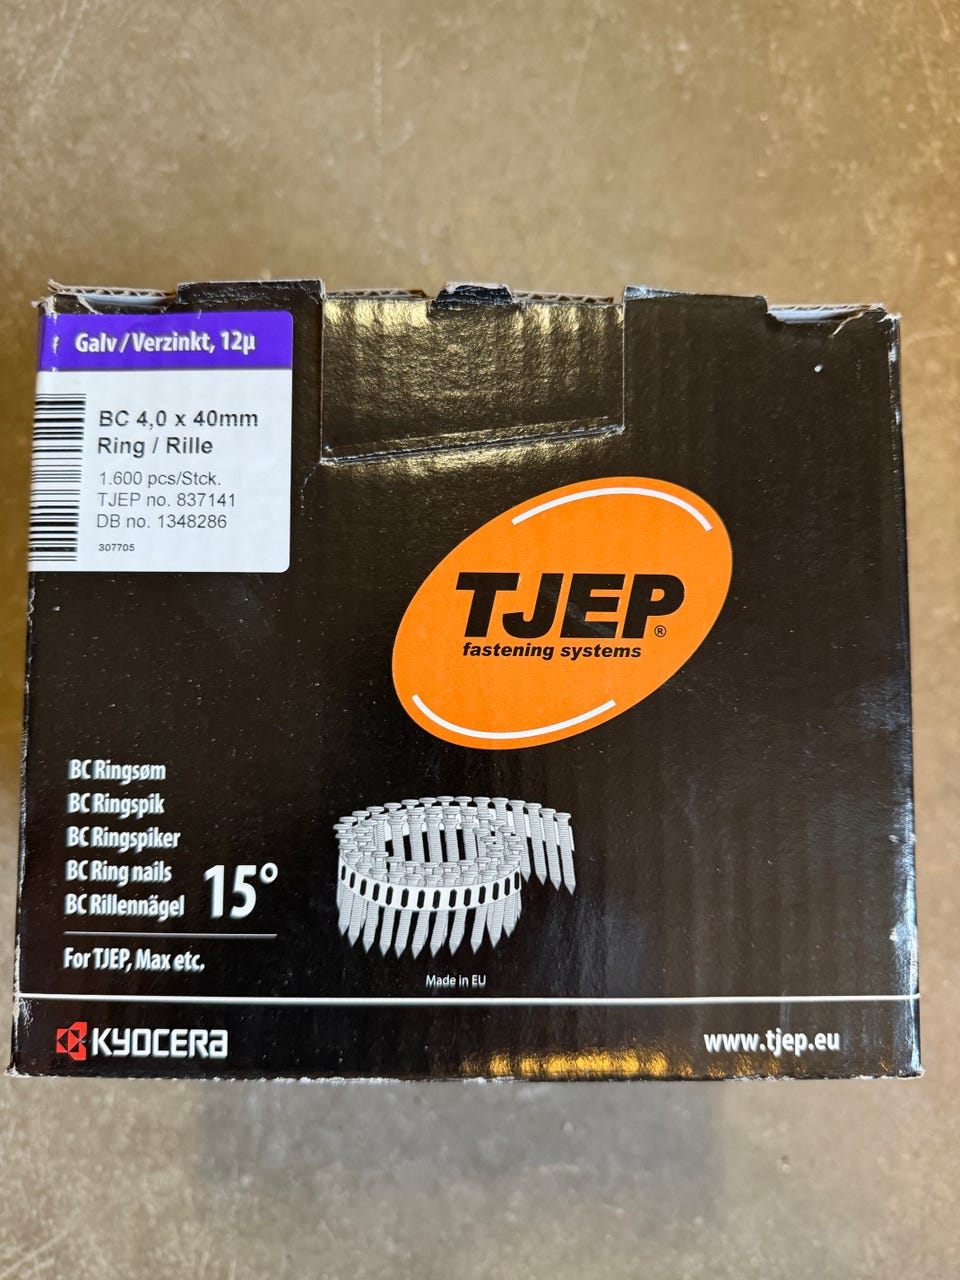 Galv / Verzinkt, 12µ
BC 4,0 x 40mm
Ring / Rille
1.600 pcs/Stck.
TJEP no. 837141
DB no. 1348286
307705
TJEP®
fastening systems
BC Ringsøm
BC Ringspik
BC Ringspiker
BC Ring nails
BC Rillennägel
15°
For TJEP, Max etc.
Made in EU
KYOCERA
www.tjep.eu